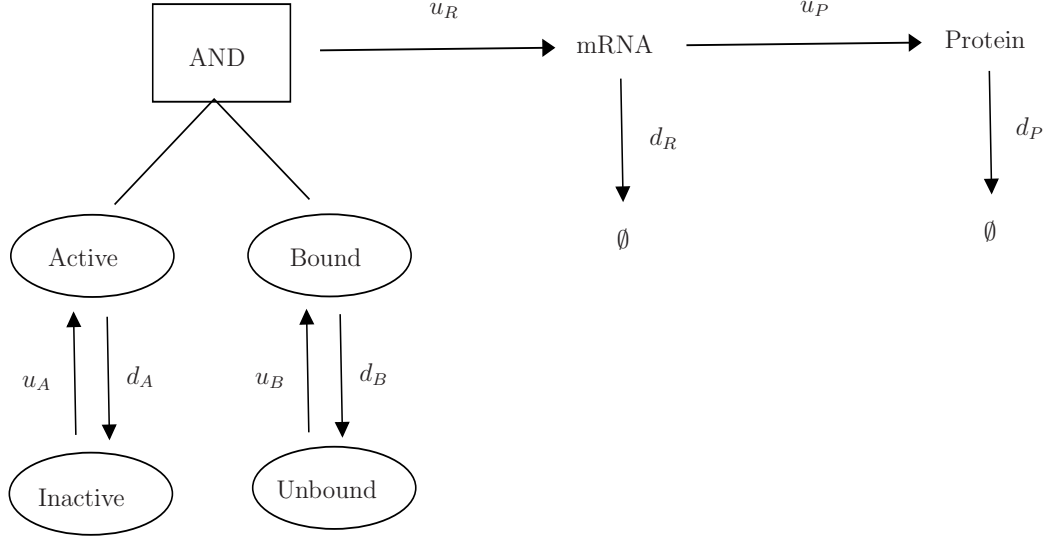 u_R
u_P
AND
mRNA
Protein
d_R
d_P
∅
∅
Active
Bound
u_A
d_A
u_B
d_B
Inactive
Unbound